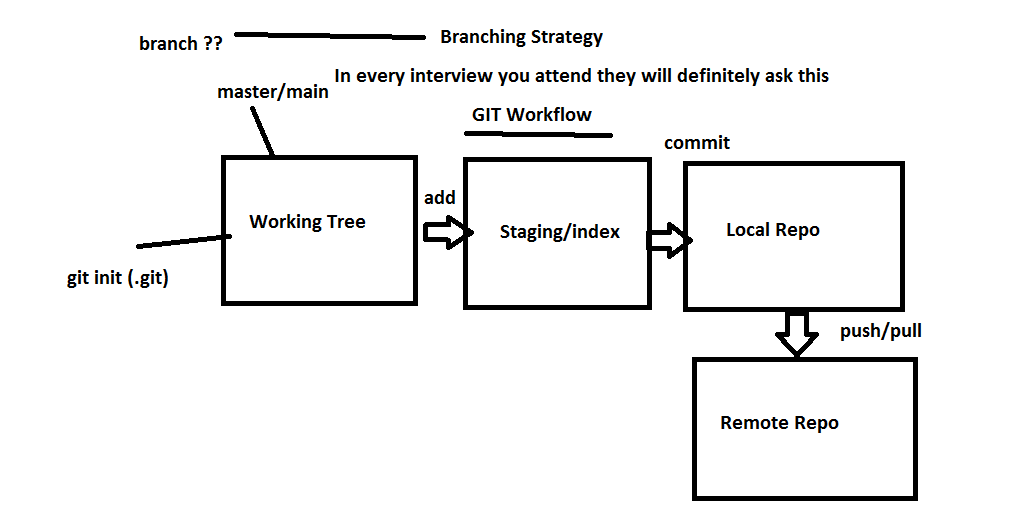 branch ??
Branching Strategy
In every interview you attend they will definitely ask this
master/main
GIT Workflow
commit
add
Working Tree
Staging/index
Local Repo
git init (.git)
push/pull
Remote Repo